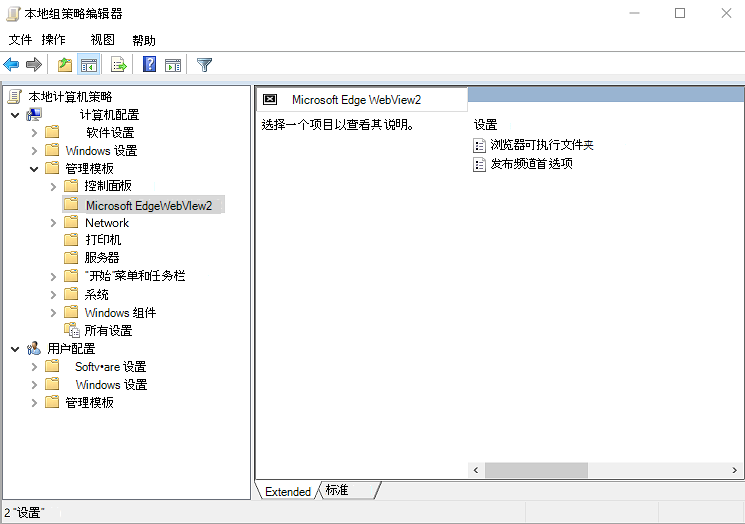 本地组策略编辑器
文件 操作 视图 帮助
本地计算机策略
计算机配置
软件设置
Windows 设置
管理模板
控制面板
Microsoft EdgeWebVlew2
Network
打印机
服务器
"开始"菜单和任务栏
系统
Windows 组件
所有设置
用户配置
Softv•are 设置
Windows 设置
管理模板
Microsoft Edge WebView2
选择一个项目以查看其说明。
设置
浏览器可执行文件夹
发布频道首选项
Extended 标准
2 "设置"